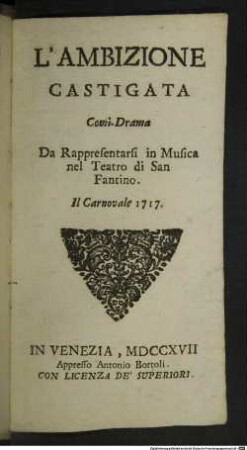 L'AMBIZIONE
CASTIGATA
Comi-Drama
Da Rappreſentarſi in Muſica
nel Teatro di San
Fantino.
Il Carnovale 1717.
IN VENEZIA, MDCCXVII
Appreſſo Antonio Bortoli.
CON LICENZA DE' SUPERIORI.